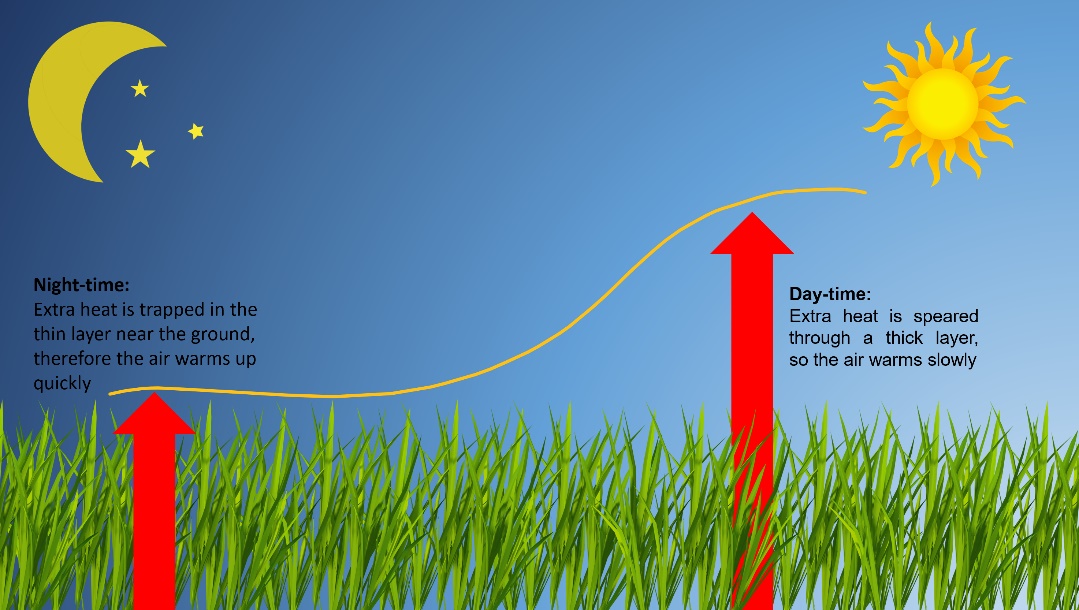 Night-time:
Extra heat is trapped in the
thin layer near the ground,
therefore the air warms up
quickly
Day-time:
Extra heat is speared
through a thick layer,
so the air warms slowly